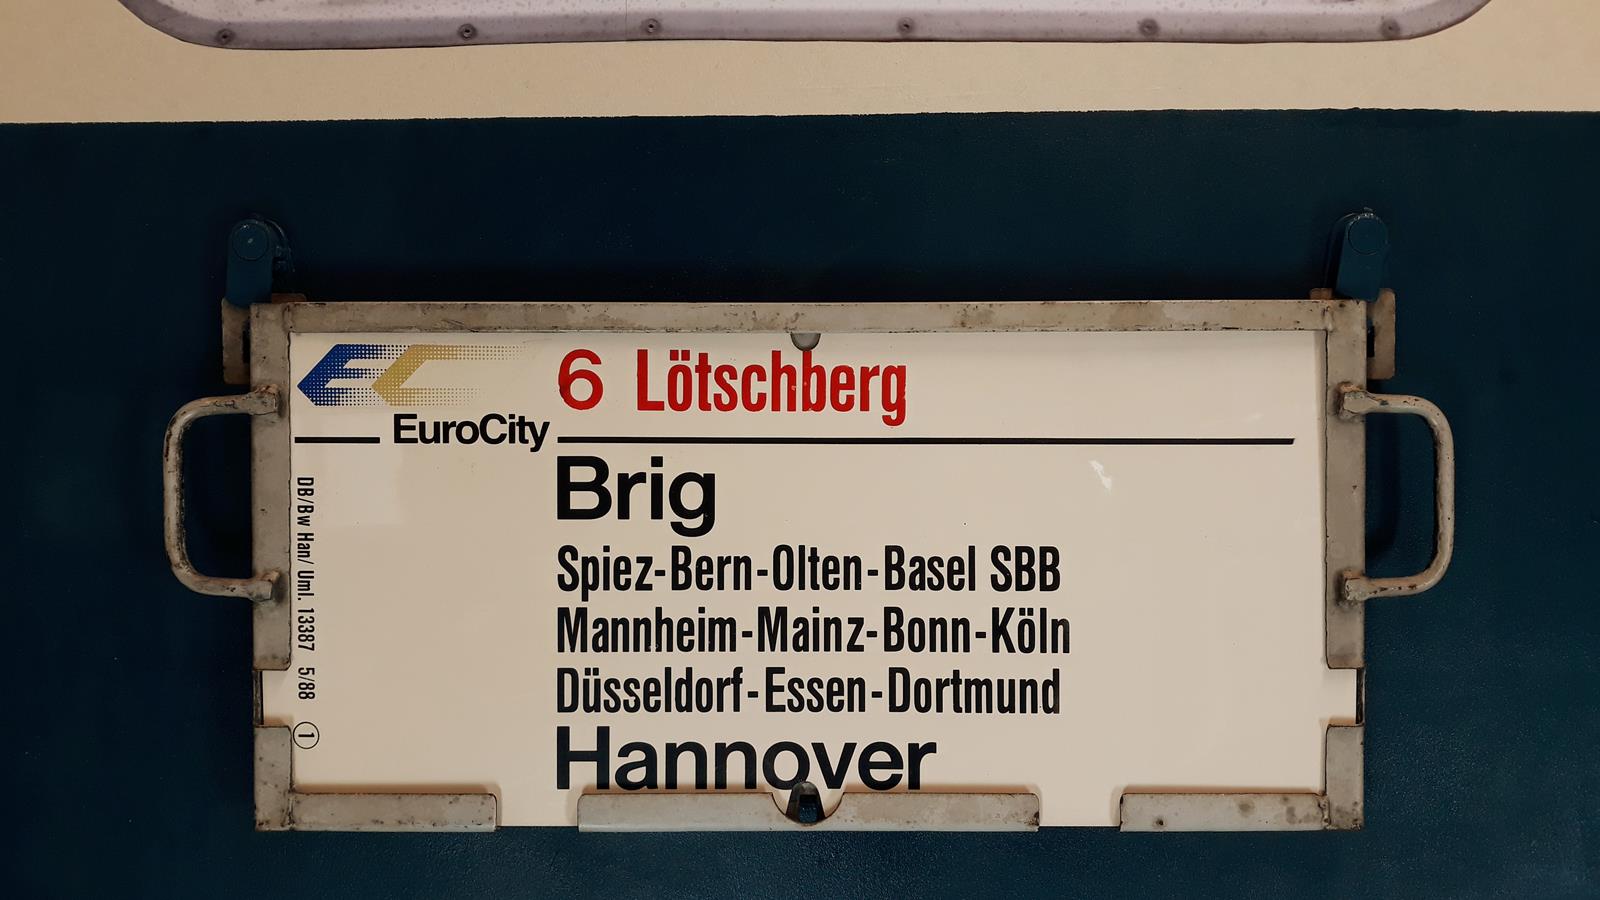 EC 6 Lötschberg
EuroCity
Brig
Spiez-Bern-Olten-Basel SBB
Mannheim-Mainz-Bonn-Köln
Düsseldorf-Essen-Dortmund
Hannover
DB/Bw Han/ Uml. 13387 5/88 1